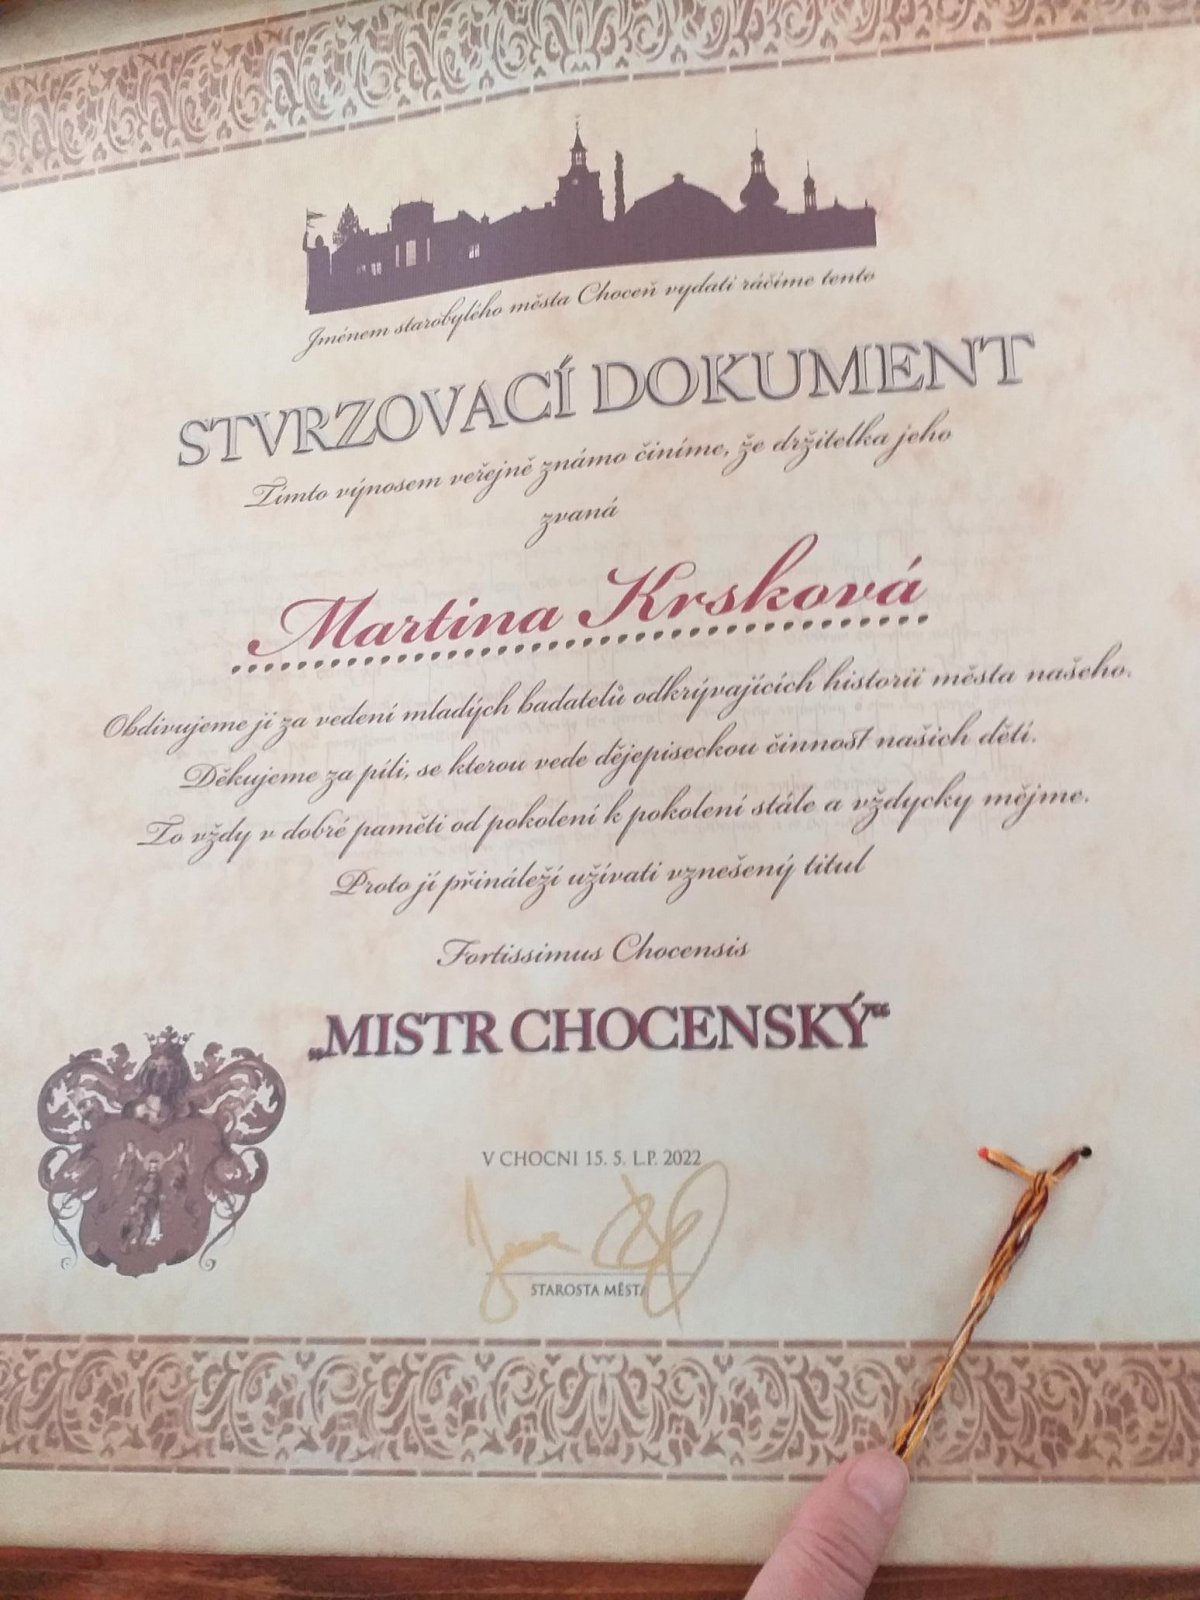 Jménem starobylého města Choceň vydati ráčíme tento
STVRZOVACÍ DOKUMENT
Tímto výnosem veřejně známo činíme, že držitelka jeho
zvaná
Martina Krsková
Obdivujeme ji za vedení mladých badatelů odkrývajících historii města našeho.
Děkujeme za píli, se kterou vede dějepiseckou činnost našich dětí.
To vždy v dobré paměti od pokolení k pokolení stále a vždycky mějme.
Proto jí přináleží užívati vznešený titul
Fortissimus Chocensis
„MISTR CHOCENSKÝ“
V CHOCNI 15. 5. L.P. 2022
STAROSTA MĚSTA